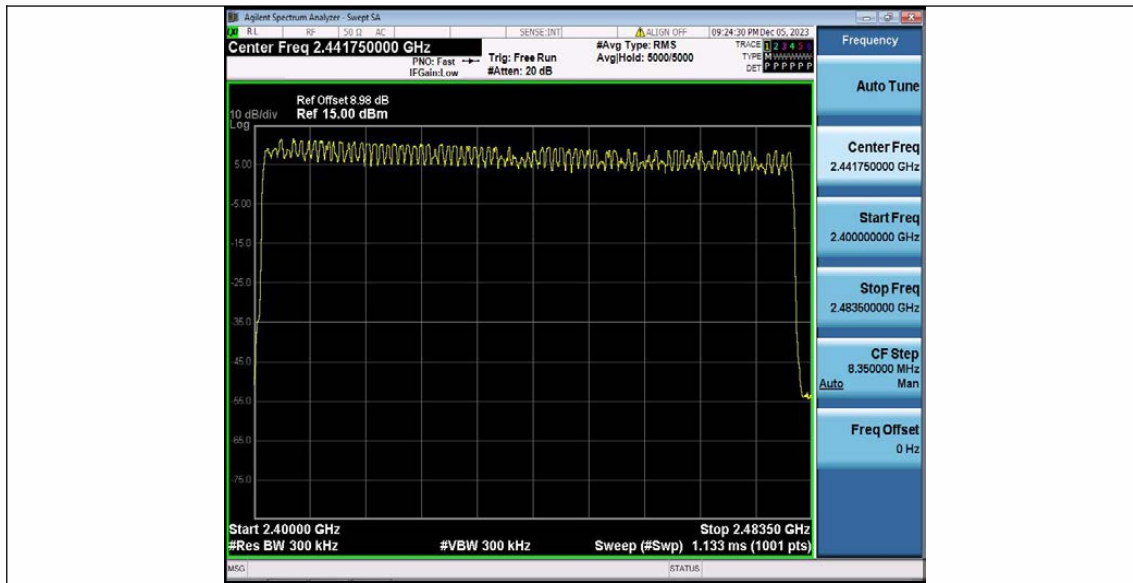 Agilent Spectrum Analyzer - Swept SA
RL RF 50 Ω AC SENSE:INT ALIGN OFF 09:24:30 PM Dec 05, 2023
Center Freq 2.441750000 GHz
PNO: Fast
IFGain:Low
Trig: Free Run
#Atten: 20 dB
#Avg Type: RMS
Avg|Hold: 5000/5000
TRACE 1 2 3 4 5 6
TYPE M W W W W W
DET P P P P P P
Ref Offset 8.98 dB
10 dB/div Ref 15.00 dBm
Log
5.00
-5.00
-15.0
-25.0
-35.0
-45.0
-55.0
-65.0
-75.0
Start 2.40000 GHz Stop 2.48350 GHz
#Res BW 300 kHz #VBW 300 kHz Sweep (#Swp) 1.133 ms (1001 pts)
MSG STATUS
Frequency
Auto Tune
Center Freq
2.441750000 GHz
Start Freq
2.400000000 GHz
Stop Freq
2.483500000 GHz
CF Step
8.350000 MHz
Auto Man
Freq Offset
0 Hz